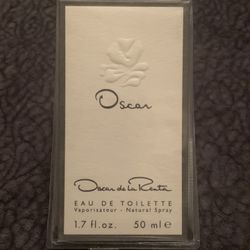 Oscar
Oscar de la Renta
EAU DE TOILETTE
Vaporisateur - Natural Spray
1.7 fl.oz. 50 ml e